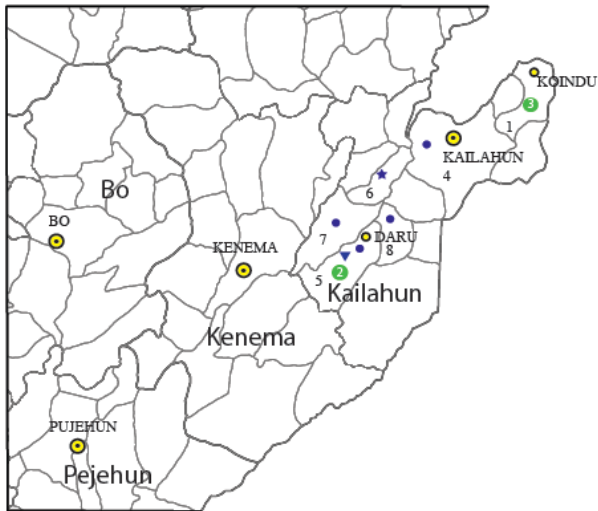 KOINDU
3
1
KAILAHUN
4
6
Bo
BO
7
DARU
8
KENEMA
5
2
Kailahun
Kenema
PUJEHUN
Pejehun